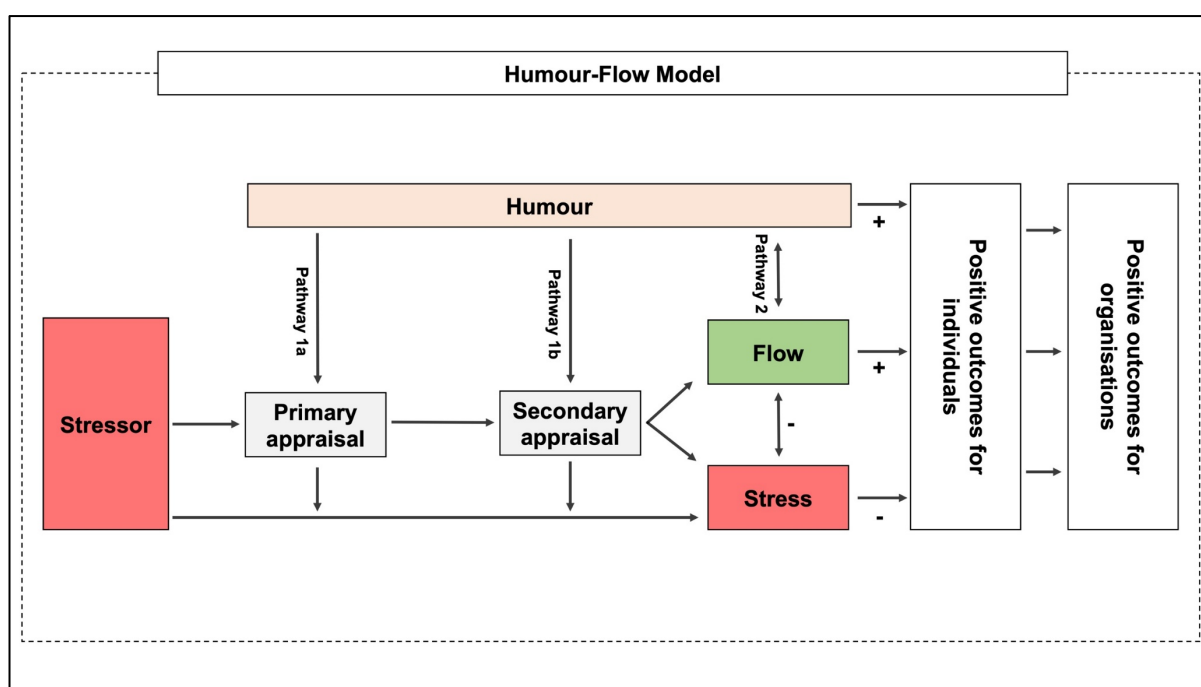 Humour-Flow Model
Humour
+
Pathway 1a
Pathway 1b
Pathway 2
Flow
+
Stressor
Primary
appraisal
Secondary
appraisal
-
Stress
-
Positive outcomes for
individuals
Positive outcomes for
organisations